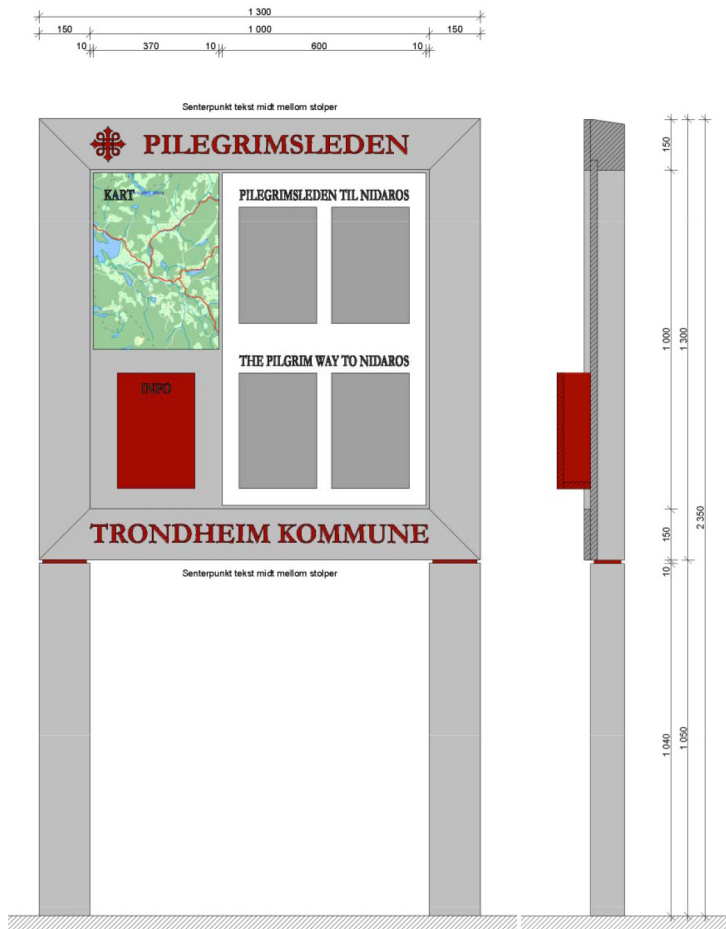 1 300
150 1 000 150
10 370 10 600 10
Senterpunkt tekst midt mellom stolper
PILEGRIMSLEDEN
KART
PILEGRIMSLEDEN TIL NIDAROS
THE PILGRIM WAY TO NIDAROS
INFO
TRONDHEIM KOMMUNE
Senterpunkt tekst midt mellom stolper
150
1 000
1 300
2 350
150
10
1 040
1 050